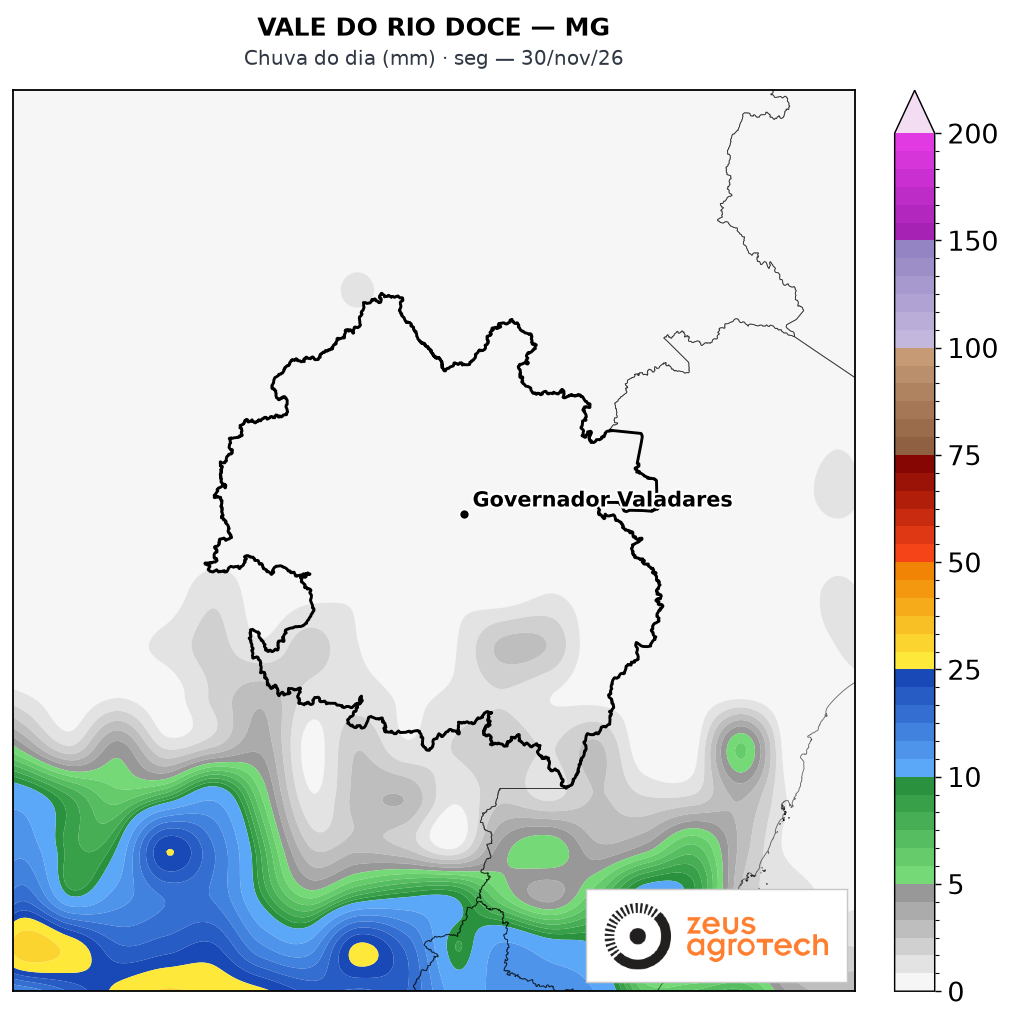 VALE DO RIO DOCE — MG
Chuva do dia (mm) · seg — 30/nov/26
200
150
100
75
50
25
10
5
0
Governador Valadares
zeus
agrotech